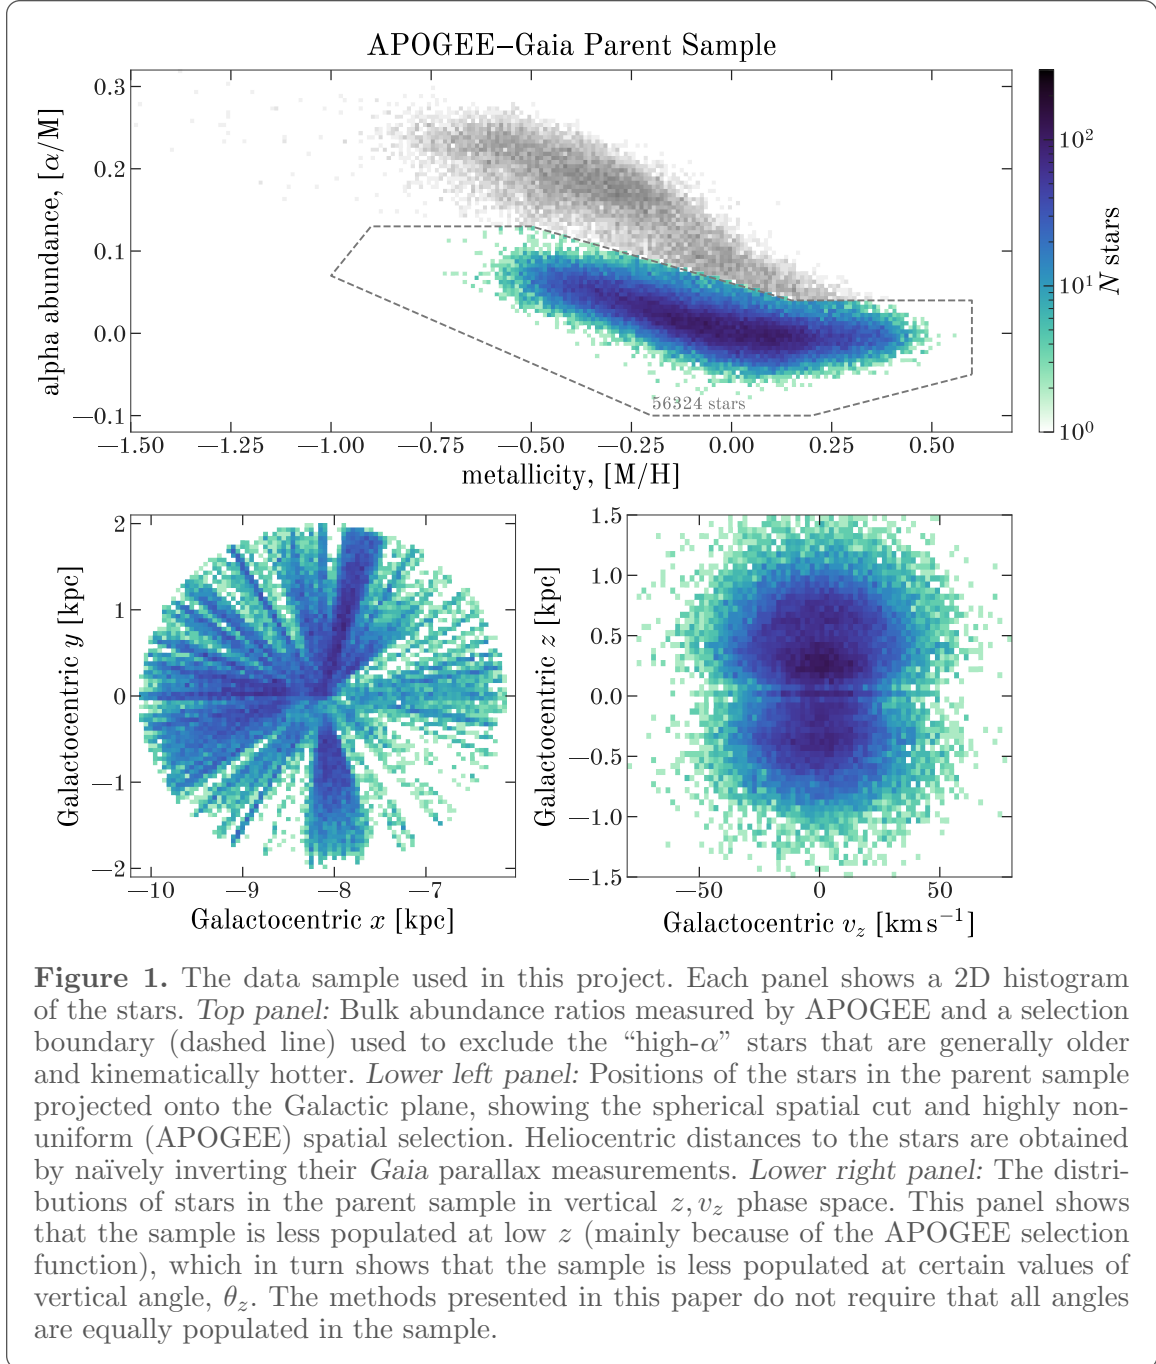 APOGEE–Gaia Parent Sample
alpha abundance, [α/M]
0.3
0.2
0.1
0.0
—0.1
—1.50 —1.25 —1.00 —0.75 —0.50 —0.25 0.00 0.25 0.50
metallicity, [M/H]
56324 stars
10²
10¹
10⁰
N stars
Galactocentric y [kpc]
2
1
0
—1
—2
—10 —9 —8 —7
Galactocentric x [kpc]
Galactocentric z [kpc]
1.5
1.0
0.5
0.0
—0.5
—1.0
—1.5
—50 0 50
Galactocentric v_z [km s⁻¹]
Figure 1. The data sample used in this project. Each panel shows a 2D histogram
of the stars. Top panel: Bulk abundance ratios measured by APOGEE and a selection
boundary (dashed line) used to exclude the “high-α” stars that are generally older
and kinematically hotter. Lower left panel: Positions of the stars in the parent sample
projected onto the Galactic plane, showing the spherical spatial cut and highly non-
uniform (APOGEE) spatial selection. Heliocentric distances to the stars are obtained
by naïvely inverting their Gaia parallax measurements. Lower right panel: The distri-
butions of stars in the parent sample in vertical z, v_z phase space. This panel shows
that the sample is less populated at low z (mainly because of the APOGEE selection
function), which in turn shows that the sample is less populated at certain values of
vertical angle, θ_z. The methods presented in this paper do not require that all angles
are equally populated in the sample.